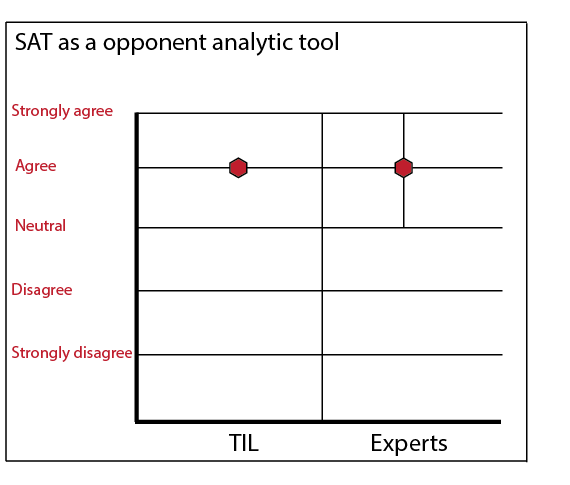 SAT as a opponent analytic tool
Strongly agree
Agree
Neutral
Disagree
Strongly disagree
TIL
Experts